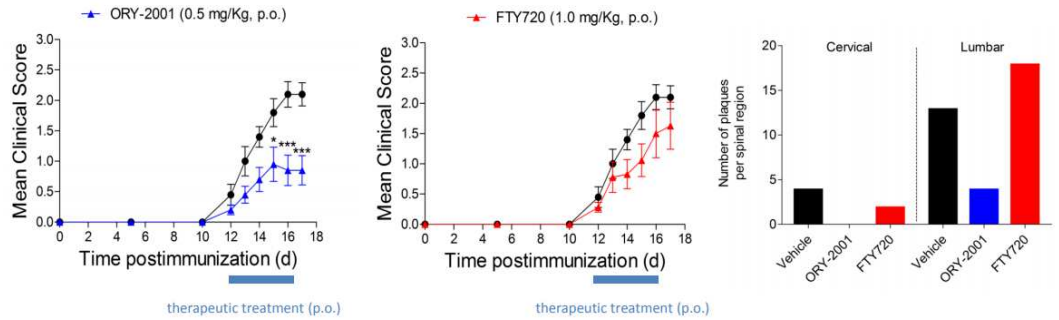 ORY-2001 (0.5 mg/Kg, p.o.)
Mean Clinical Score
3.0
2.5
2.0
1.5
1.0
0.5
0.0
* *** ***
0 2 4 6 8 10 12 14 16 18
Time postimmunization (d)
therapeutic treatment (p.o.)
FTY720 (1.0 mg/Kg, p.o.)
Mean Clinical Score
3.0
2.5
2.0
1.5
1.0
0.5
0.0
0 2 4 6 8 10 12 14 16 18
Time postimmunization (d)
therapeutic treatment (p.o.)
Number of plaques
per spinal region
20
15
10
5
0
Cervical Lumbar
Vehicle
ORY-2001
FTY720
Vehicle
ORY-2001
FTY720